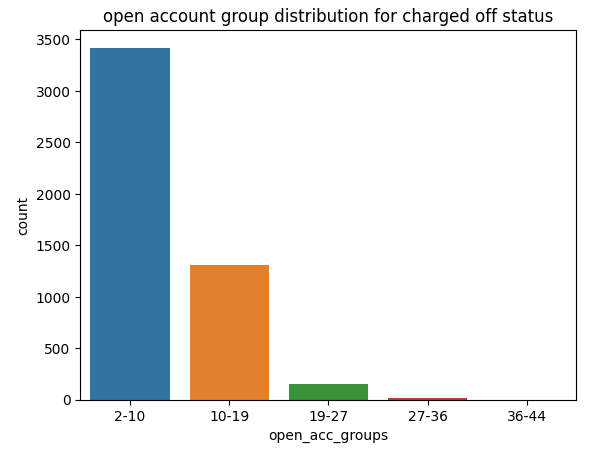 open account group distribution for charged off status
3500
3000
2500
2000
1500
1000
500
0
count
2-10 10-19 19-27 27-36 36-44
open_acc_groups